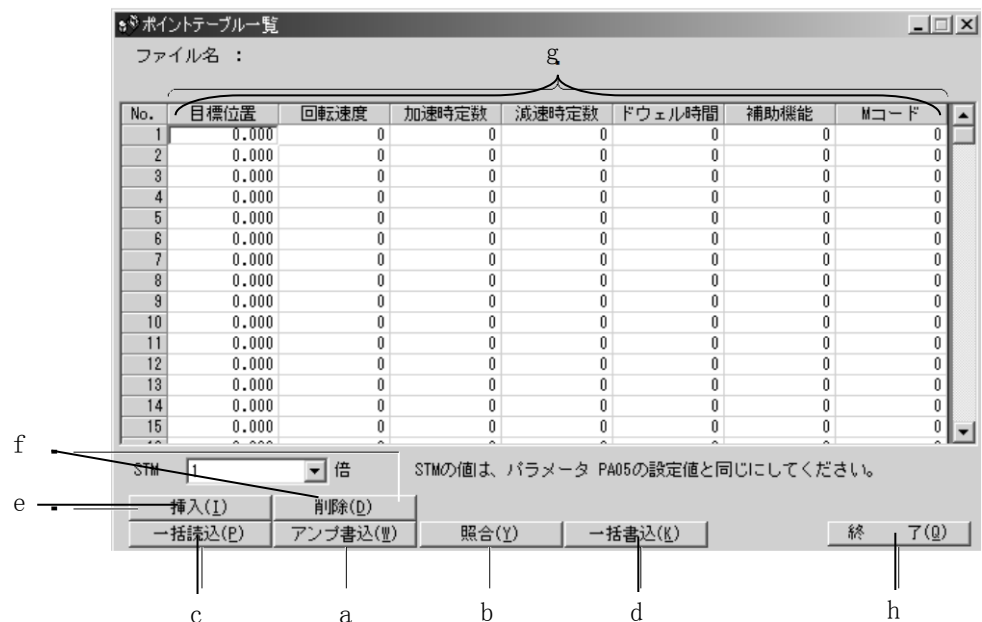 ポイントテーブル一覧
ファイル名 :
g
No. 目標位置 回転速度 加速時定数 減速時定数 ドウェル時間 補助機能 Mコード
1 0.000 0 0 0 0 0 0
2 0.000 0 0 0 0 0 0
3 0.000 0 0 0 0 0 0
4 0.000 0 0 0 0 0 0
5 0.000 0 0 0 0 0 0
6 0.000 0 0 0 0 0 0
7 0.000 0 0 0 0 0 0
8 0.000 0 0 0 0 0 0
9 0.000 0 0 0 0 0 0
10 0.000 0 0 0 0 0 0
11 0.000 0 0 0 0 0 0
12 0.000 0 0 0 0 0 0
13 0.000 0 0 0 0 0 0
14 0.000 0 0 0 0 0 0
15 0.000 0 0 0 0 0 0
f
STM 1 倍 STMの値は、パラメータ PA05の設定値と同じにしてください。
e 挿入(I) 削除(D)
一括読込(P) アンプ書込(W) 照合(Y) 一括書込(K) 終 了(Q)
c a b d h